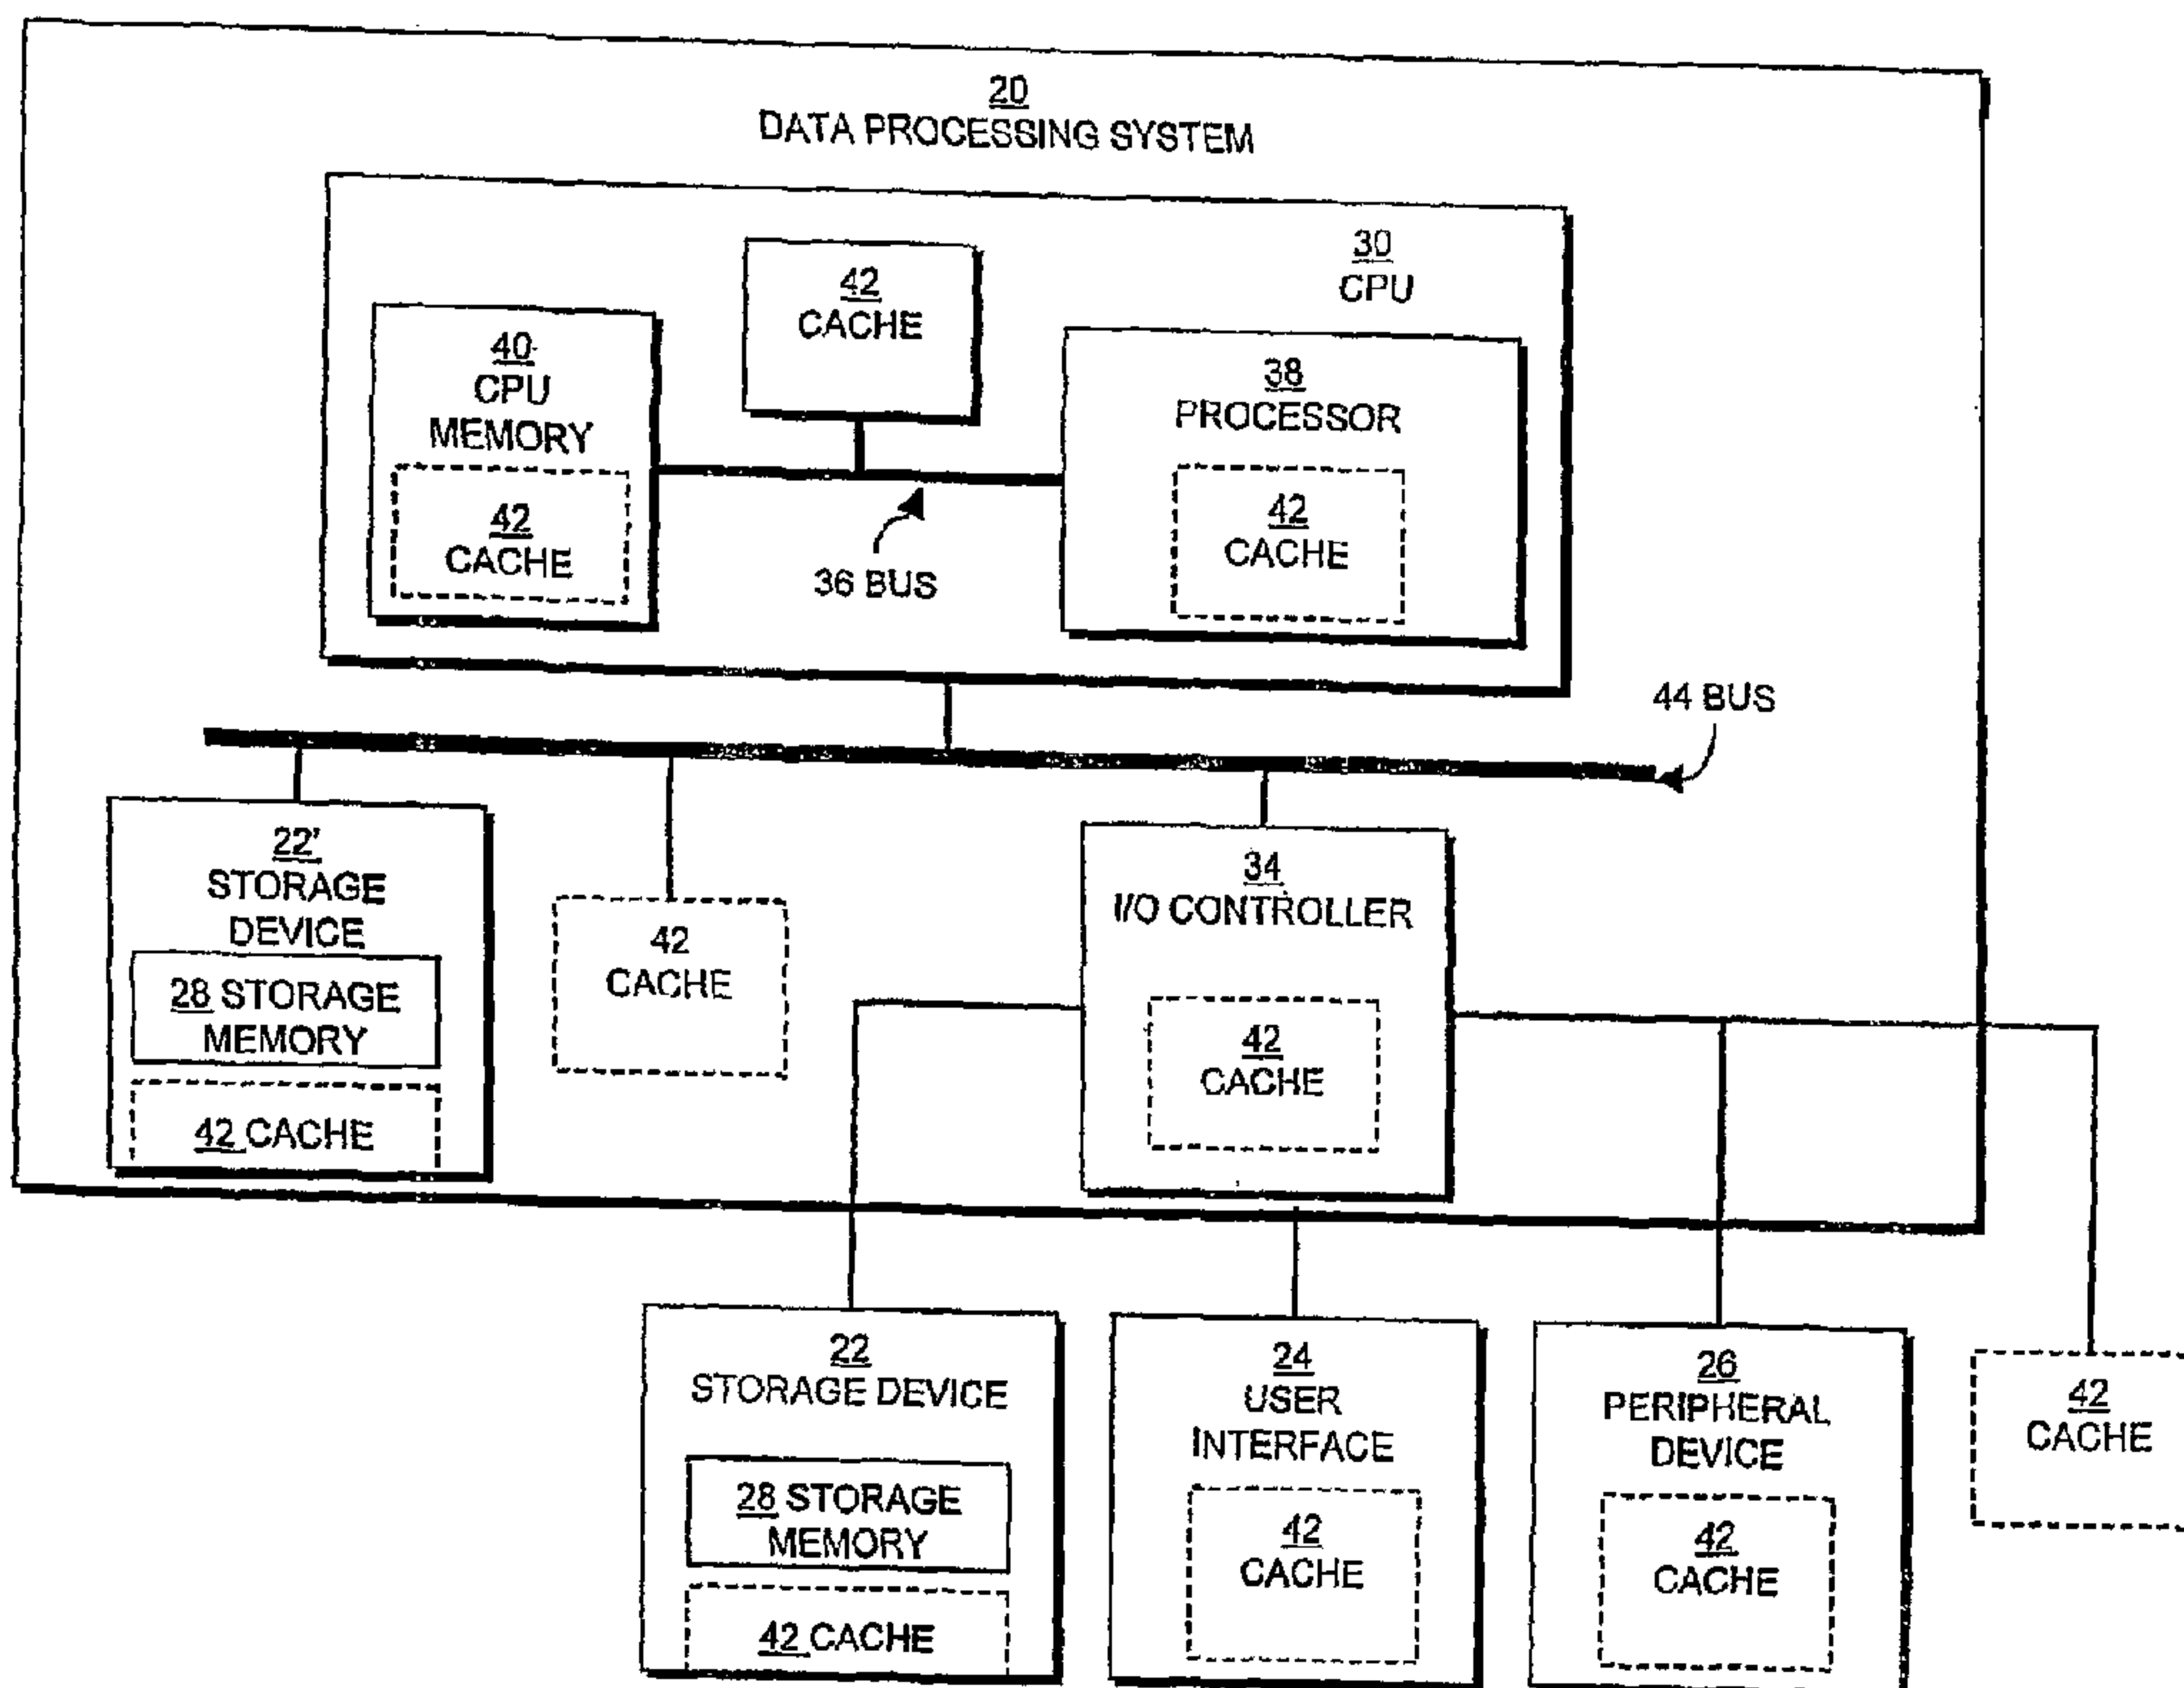 20
DATA PROCESSING SYSTEM
30
CPU
42
CACHE
40
CPU
MEMORY
42
CACHE
38
PROCESSOR
42
CACHE
36 BUS
44 BUS
22'
STORAGE
DEVICE
28 STORAGE
MEMORY
42 CACHE
42
CACHE
34
I/O CONTROLLER
42
CACHE
22
STORAGE DEVICE
28 STORAGE
MEMORY
42 CACHE
24
USER
INTERFACE
42
CACHE
26
PERIPHERAL
DEVICE
42
CACHE
42
CACHE